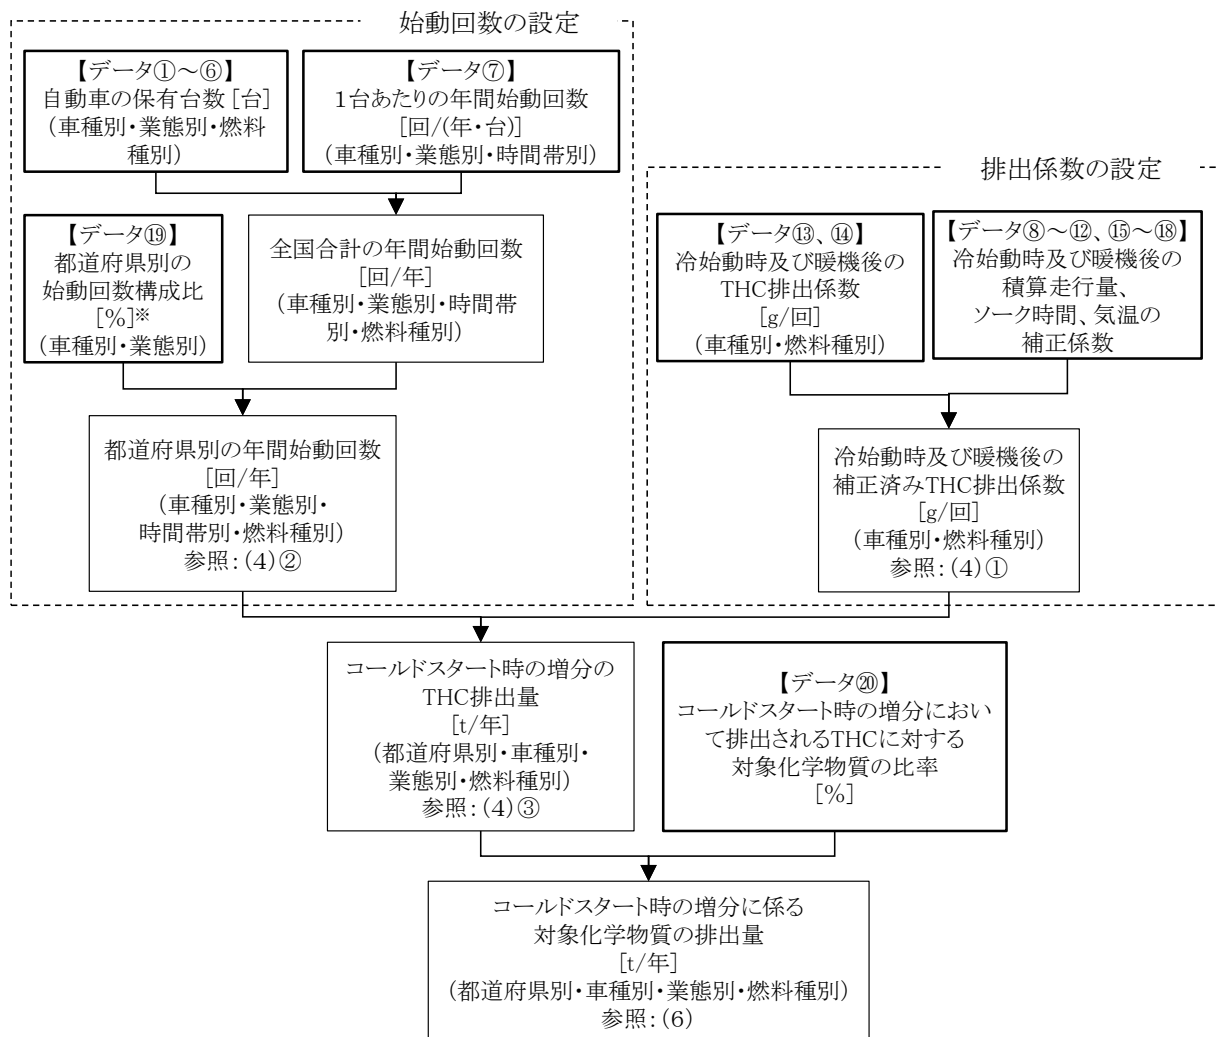 始動回数の設定
【データ①～⑥】
自動車の保有台数[台]
（車種別・業態別・燃料
種別）
【データ⑦】
１台あたりの年間始動回数
[回/(年・台)]
（車種別・業態別・時間帯別）
【データ⑲】
都道府県別の
始動回数構成比
[%]※
（車種別・業態別）
全国合計の年間始動回数
[回/年]
（車種別・業態別・時間帯
別・燃料種別）
都道府県別の年間始動回数
[回/年]
（車種別・業態別・
時間帯別・燃料種別）
参照：(４)②
排出係数の設定
【データ⑬、⑭】
冷始動時及び暖機後の
THC排出係数
[g/回]
（車種別・燃料種別）
【データ⑧～⑫、⑮～⑱】
冷始動時及び暖機後の
積算走行量、
ソーク時間、気温の
補正係数
冷始動時及び暖機後の
補正済みTHC排出係数
[g/回]
（車種別・燃料種別）
参照：(４)①
コールドスタート時の増分の
THC排出量
[t/年]
（都道府県別・車種別・
業態別・燃料種別）
参照：(４)③
【データ⑳】
コールドスタート時の増分におい
て排出されるTHCに対する
対象化学物質の比率
[%]
コールドスタート時の増分に係る
対象化学物質の排出量
[t/年]
（都道府県別・車種別・業態別・燃料種別）
参照：(６)